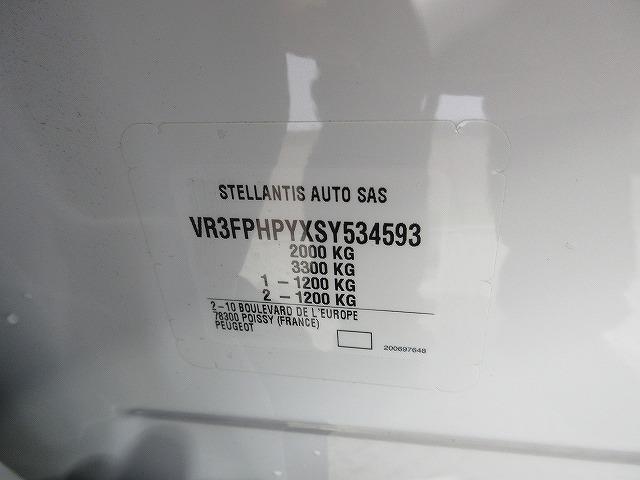 STELLANTIS AUTO SAS
VR3FPHPYXSY534593
2000 KG
3300 KG
1 - 1200 KG
2 - 1200 KG
2-10 BOULEVARD DE L'EUROPE
78300 POISSY (FRANCE)
PEUGEOT
200697648